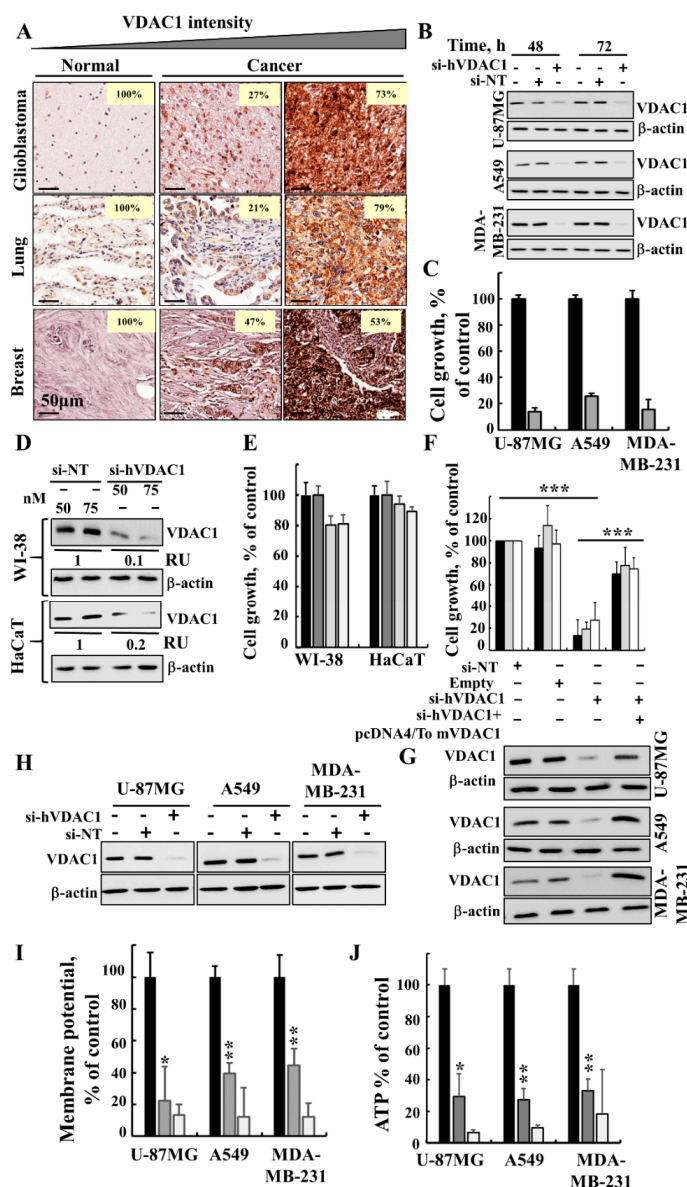 A
VDAC1 intensity
Normal
Cancer
Glioblastoma
100%
27%
73%
Lung
100%
21%
79%
Breast
100%
47%
53%
50µm
B
Time, h
48
72
si-hVDAC1
- - + - - +
si-NT
- + - - + -
U-87MG
VDAC1
β-actin
A549
VDAC1
β-actin
MDA-
MB-231
VDAC1
β-actin
C
Cell growth, %
of control
100
80
60
40
20
0
U-87MG
A549
MDA-
MB-231
D
si-NT
si-hVDAC1
– – 50 75
nM
50 75 – –
WI-38
VDAC1
1
0.1
RU
β-actin
HaCaT
VDAC1
1
0.2
RU
β-actin
E
Cell growth, % of control
100
80
60
40
20
0
WI-38
HaCaT
F
Cell growth, % of control
120
100
80
60
40
20
0
***
***
si-NT
+ – – –
Empty
– + – –
si-hVDAC1
– – + +
si-hVDAC1+
pcDNA4/To mVDAC1
– – – +
G
VDAC1
β-actin
U-87MG
VDAC1
β-actin
A549
VDAC1
β-actin
MDA-
MB-231
H
U-87MG
A549
MDA-
MB-231
si-hVDAC1
- - + - - + - - +
si-NT
- + - - + - - + -
VDAC1
β-actin
I
Membrane potential,
% of control
100
80
60
40
20
0
*
**
**
U-87MG
A549
MDA-
MB-231
J
ATP % of control
100
80
60
40
20
0
*
**
**
U-87MG
A549
MDA-
MB-231